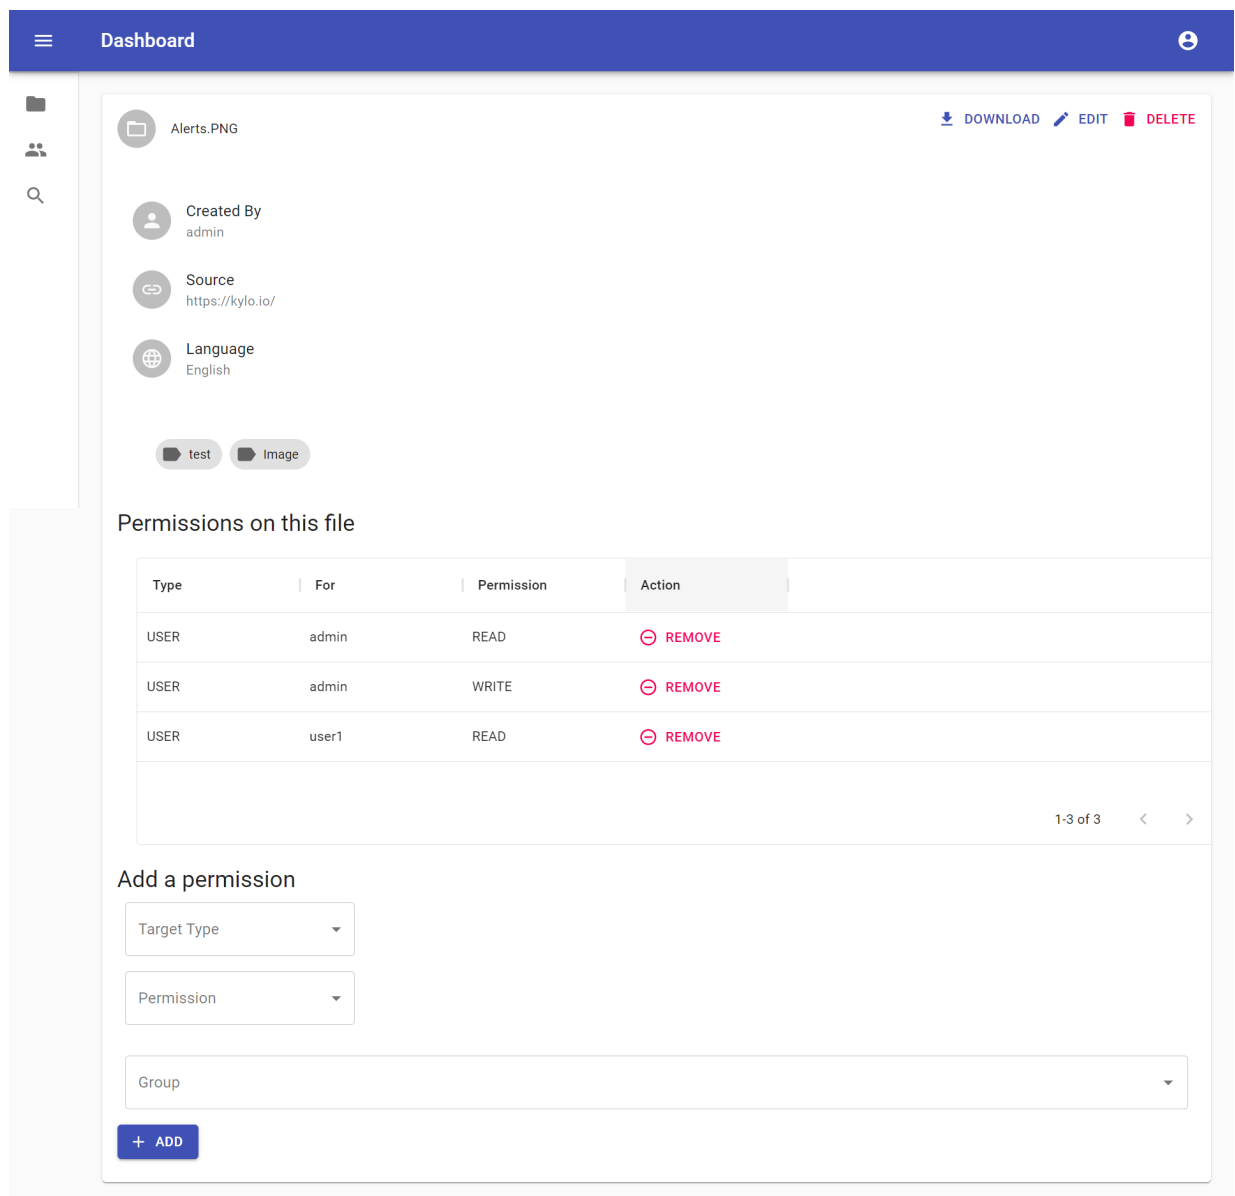 Dashboard
Alerts.PNG
DOWNLOAD EDIT DELETE
Created By
admin
Source
https://kylo.io/
Language
English
test Image
Permissions on this file
Type For Permission Action
USER admin READ REMOVE
USER admin WRITE REMOVE
USER user1 READ REMOVE
1-3 of 3
Add a permission
Target Type
Permission
Group
ADD